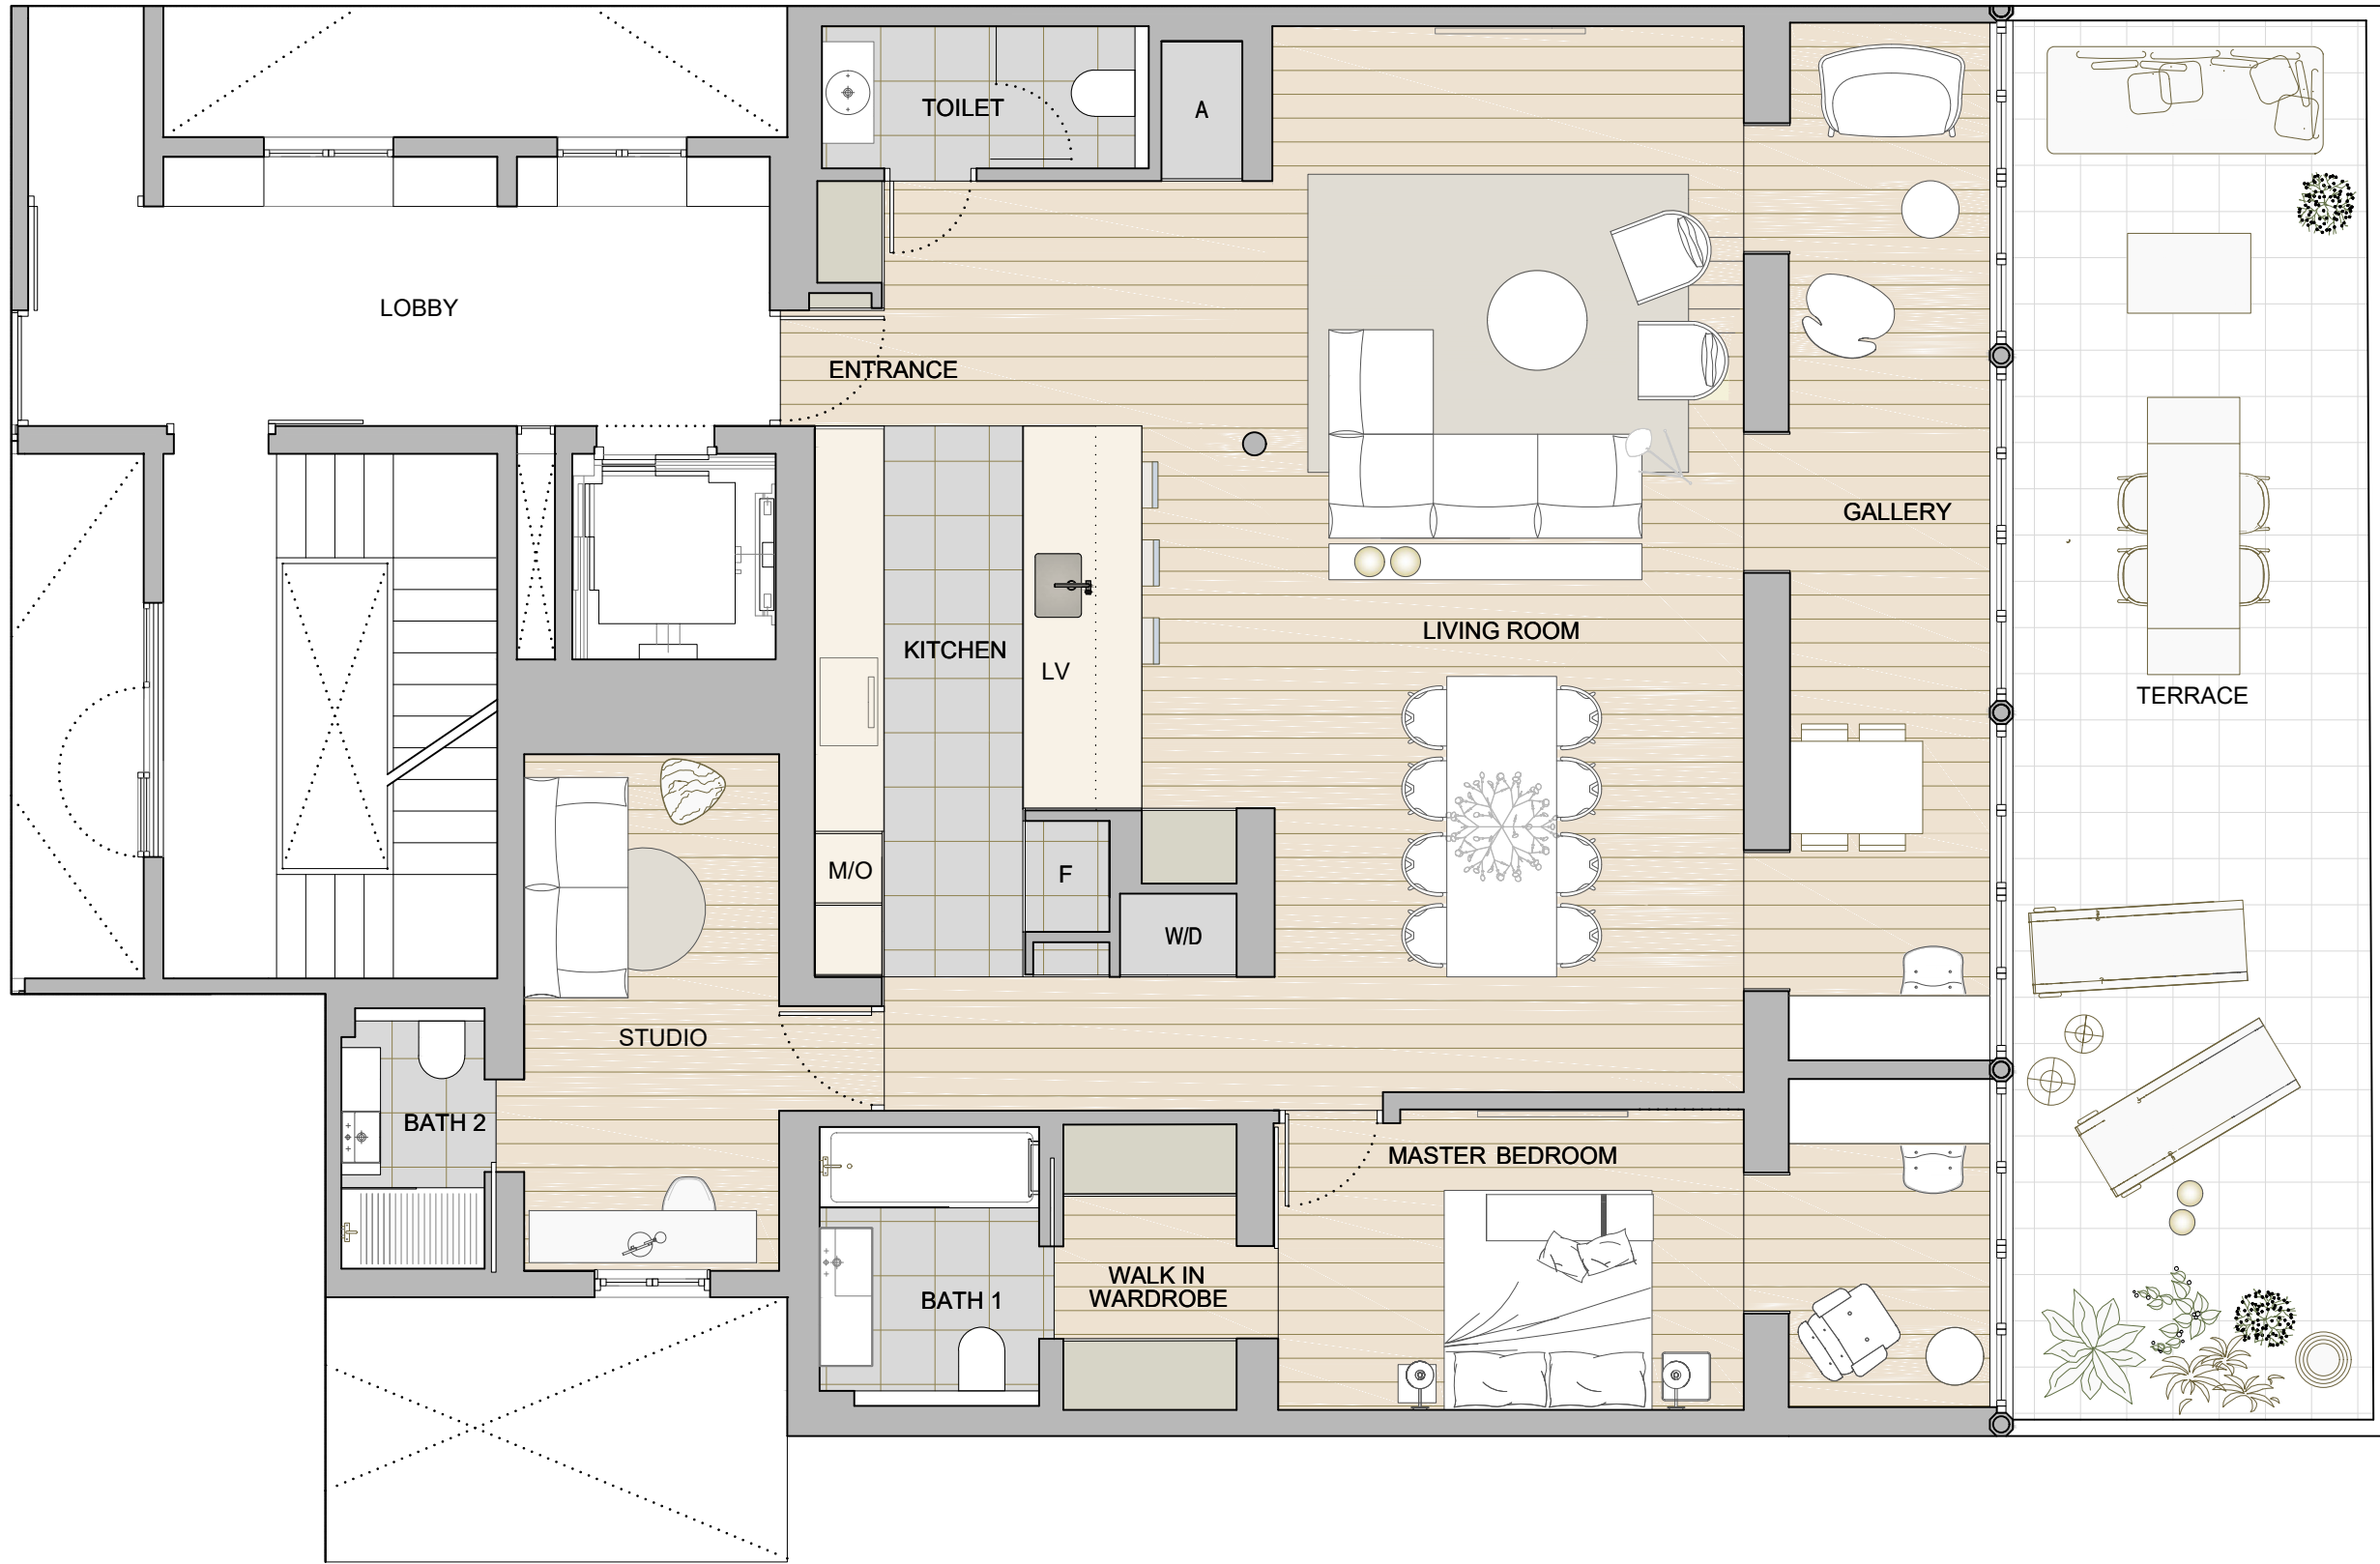 TOILET
A
LOBBY
ENTRANCE
GALLERY
LIVING ROOM
KITCHEN
LV
TERRACE
M/O
F
W/D
STUDIO
BATH 2
MASTER BEDROOM
WALK IN
WARDROBE
BATH 1